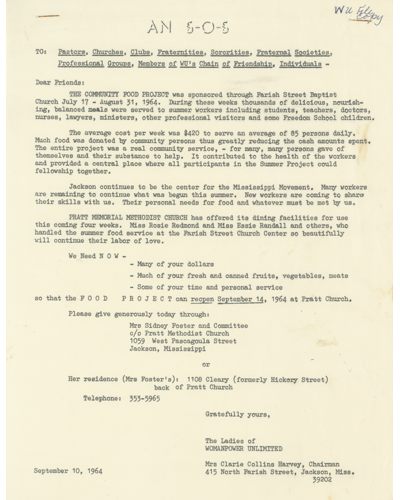 WU File
Copy
AN S-O-S
TO: Pastors, Churches, Clubs, Fraternities, Sororities, Fraternal Societies,
Professional Groups, Members of WU's Chain of Friendship, Individuals -
Dear Friends:
THE COMMUNITY FOOD PROJECT was sponsored through Farish Street Baptist
Church July 17 - August 31, 1964. During these weeks thousands of delicious, nourish-
ing, balanced meals were served to summer workers including students, teachers, doctors,
nurses, lawyers, ministers, other professional visitors and some Freedom School children.
The average cost per week was $420 to serve an average of 85 persons daily.
Much food was donated by community persons thus greatly reducing the cash amounts spent.
The entire project was a real community service, - for many, many persons gave of
themselves and their substance to help. It contributed to the health of the workers
and provided a central place where all participants in the Summer Project could
fellowship together.
Jackson continues to be the center for the Mississippi Movement. Many workers
are remaining to continue what was begun this summer. New workers are coming to share
their skills with us. Their personal needs for food and whatever must be met by us.
PRATT MEMORIAL METHODIST CHURCH has offered its dining facilities for use
this coming four weeks. Miss Rosie Redmond and Miss Essie Randall and others, who
handled the summer food service at the Farish Street Church Center so beautifully
will continue their labor of love.
We Need N O W -
- Many of your dollars
- Much of your fresh and canned fruits, vegetables, meats
- Some of your time and personal service
so that the F O O D P R O J E C T can reopen September 14, 1964 at Pratt Church.
Please give generously today through:
Mrs Sidney Foster and Committee
c/o Pratt Methodist Church
1059 West Pascagoula Street
Jackson, Mississippi
or
Her residence (Mrs Foster's): 1108 Cleary (formerly Hickory Street)
back of Pratt Church
Telephone: 353-5965
Gratefully yours,
The Ladies of
WOMANPOWER UNLIMITED
Mrs Clarie Collins Harvey, Chairman
September 10, 1964 415 North Farish Street, Jackson, Miss.
39202